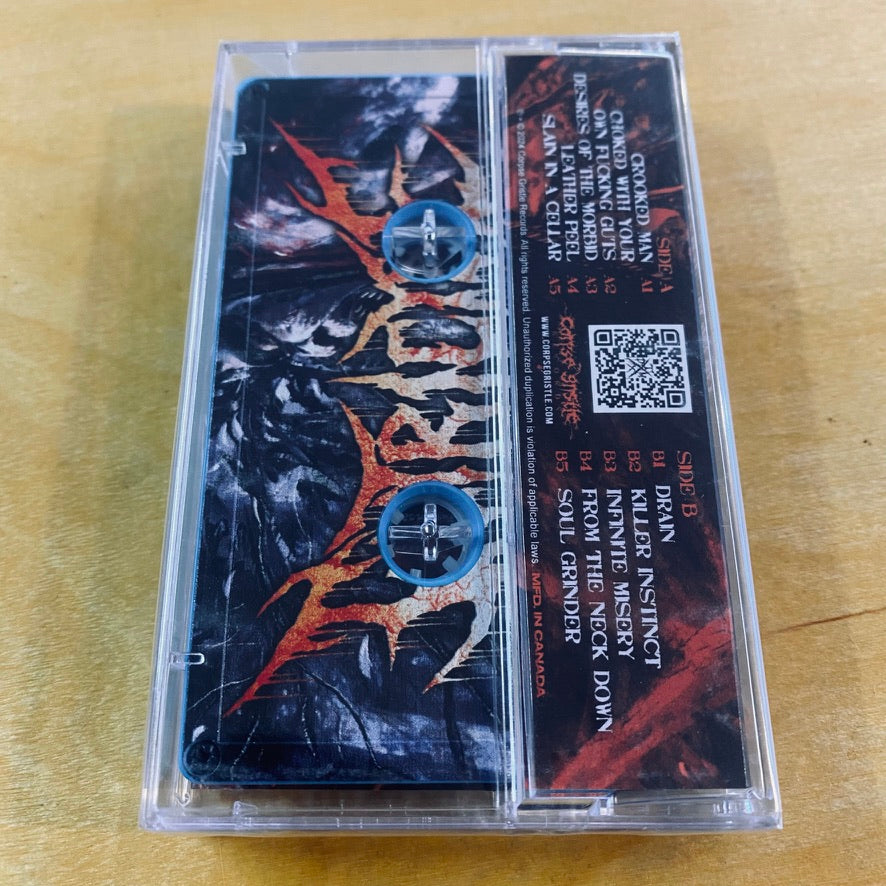 SIDE A
CROOKED MAN A1
CHOKED WITH YOUR
OWN FUCKING GUTS A2
DESIRES OF THE MORBID A3
LEATHER PEEL A4
SLAIN IN A CELLAR A5
CORPSE GRISTLE
WWW.CORPSEGRISTLE.COM
SIDE B
B1 DRAIN
B2 KILLER INSTINCT
B3 INFINITE MISERY
B4 FROM THE NECK DOWN
B5 SOUL GRINDER
℗ + © 2024 Corpse Gristle Records. All rights reserved. Unauthorized duplication is violation of applicable laws. MFD. IN CANADA